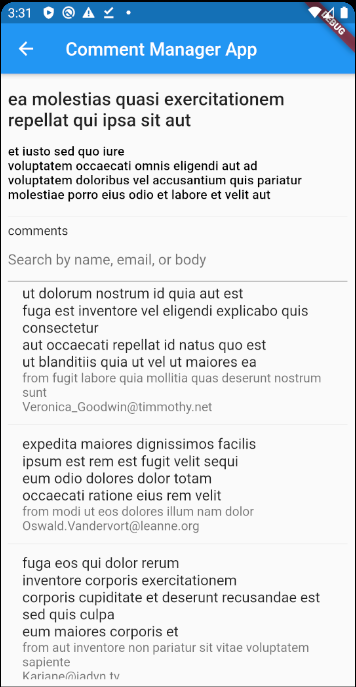 3:31
DEBUG
Comment Manager App
ea molestias quasi exercitationem
repellat qui ipsa sit aut
et iusto sed quo iure
voluptatem occaecati omnis eligendi aut ad
voluptatem doloribus vel accusantium quis pariatur
molestiae porro eius odio et labore et velit aut
comments
Search by name, email, or body
ut dolorum nostrum id quia aut est
fuga est inventore vel eligendi explicabo quis
consectetur
aut occaecati repellat id natus quo est
ut blanditiis quia ut vel ut maiores ea
from fugit labore quia mollitia quas deserunt nostrum
sunt
Veronica_Goodwin@timmothy.net
expedita maiores dignissimos facilis
ipsum est rem est fugit velit sequi
eum odio dolores dolor totam
occaecati ratione eius rem velit
from modi ut eos dolores illum nam dolor
Oswald.Vandervort@leanne.org
fuga eos qui dolor rerum
inventore corporis exercitationem
corporis cupiditate et deserunt recusandae est
sed quis culpa
eum maiores corporis et
from aut inventore non pariatur sit vitae voluptatem
sapiente
Kariane@jadyn.tv